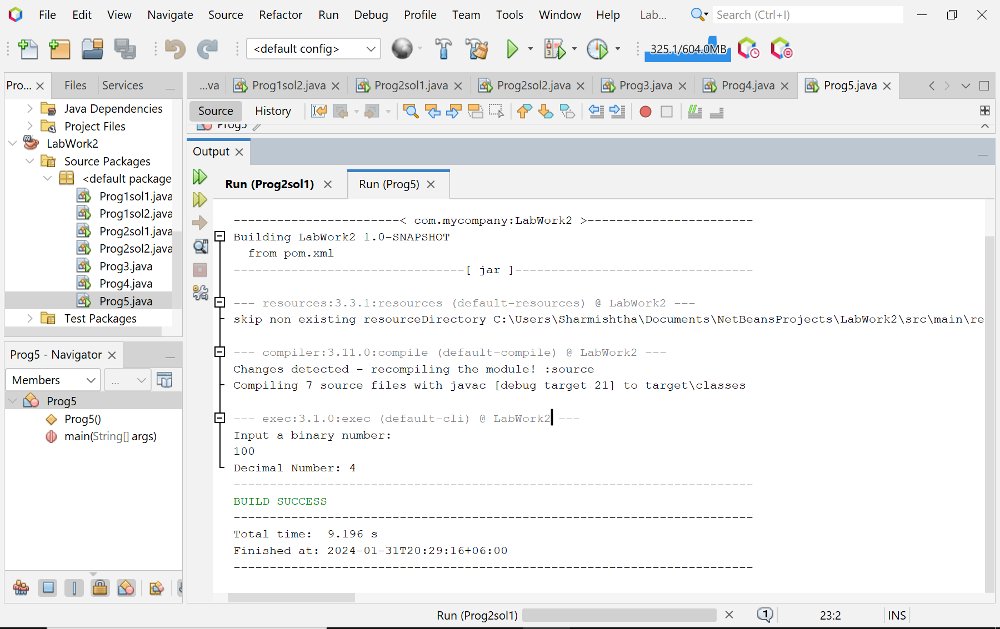 File Edit View Navigate Source Refactor Run Debug Profile Team Tools Window Help Lab... Search (Ctrl+I)
<default config> 325.1/604.0MB
Pro... Files Services
...va Prog1sol2.java Prog2sol1.java Prog2sol2.java Prog3.java Prog4.java Prog5.java
Source History
Prog5
Java Dependencies
Project Files
LabWork2
Source Packages
<default package
Prog1sol1.java
Prog1sol2.java
Prog2sol1.java
Prog2sol2.java
Prog3.java
Prog4.java
Prog5.java
Test Packages
Prog5 - Navigator
Members ...
Prog5
Prog5()
main(String[] args)
Output
Run (Prog2sol1) Run (Prog5)
-----------------------< com.mycompany:LabWork2 >-----------------------
Building LabWork2 1.0-SNAPSHOT
from pom.xml
--------------------------------[ jar ]---------------------------------
--- resources:3.3.1:resources (default-resources) @ LabWork2 ---
skip non existing resourceDirectory C:\Users\Sharmishtha\Documents\NetBeansProjects\LabWork2\src\main\re
--- compiler:3.11.0:compile (default-compile) @ LabWork2 ---
Changes detected - recompiling the module! :source
Compiling 7 source files with javac [debug target 21] to target\classes
--- exec:3.1.0:exec (default-cli) @ LabWork2 ---
Input a binary number:
100
Decimal Number: 4
------------------------------------------------------------------------
BUILD SUCCESS
------------------------------------------------------------------------
Total time:  9.196 s
Finished at: 2024-01-31T20:29:16+06:00
------------------------------------------------------------------------
Run (Prog2sol1) 1 23:2 INS